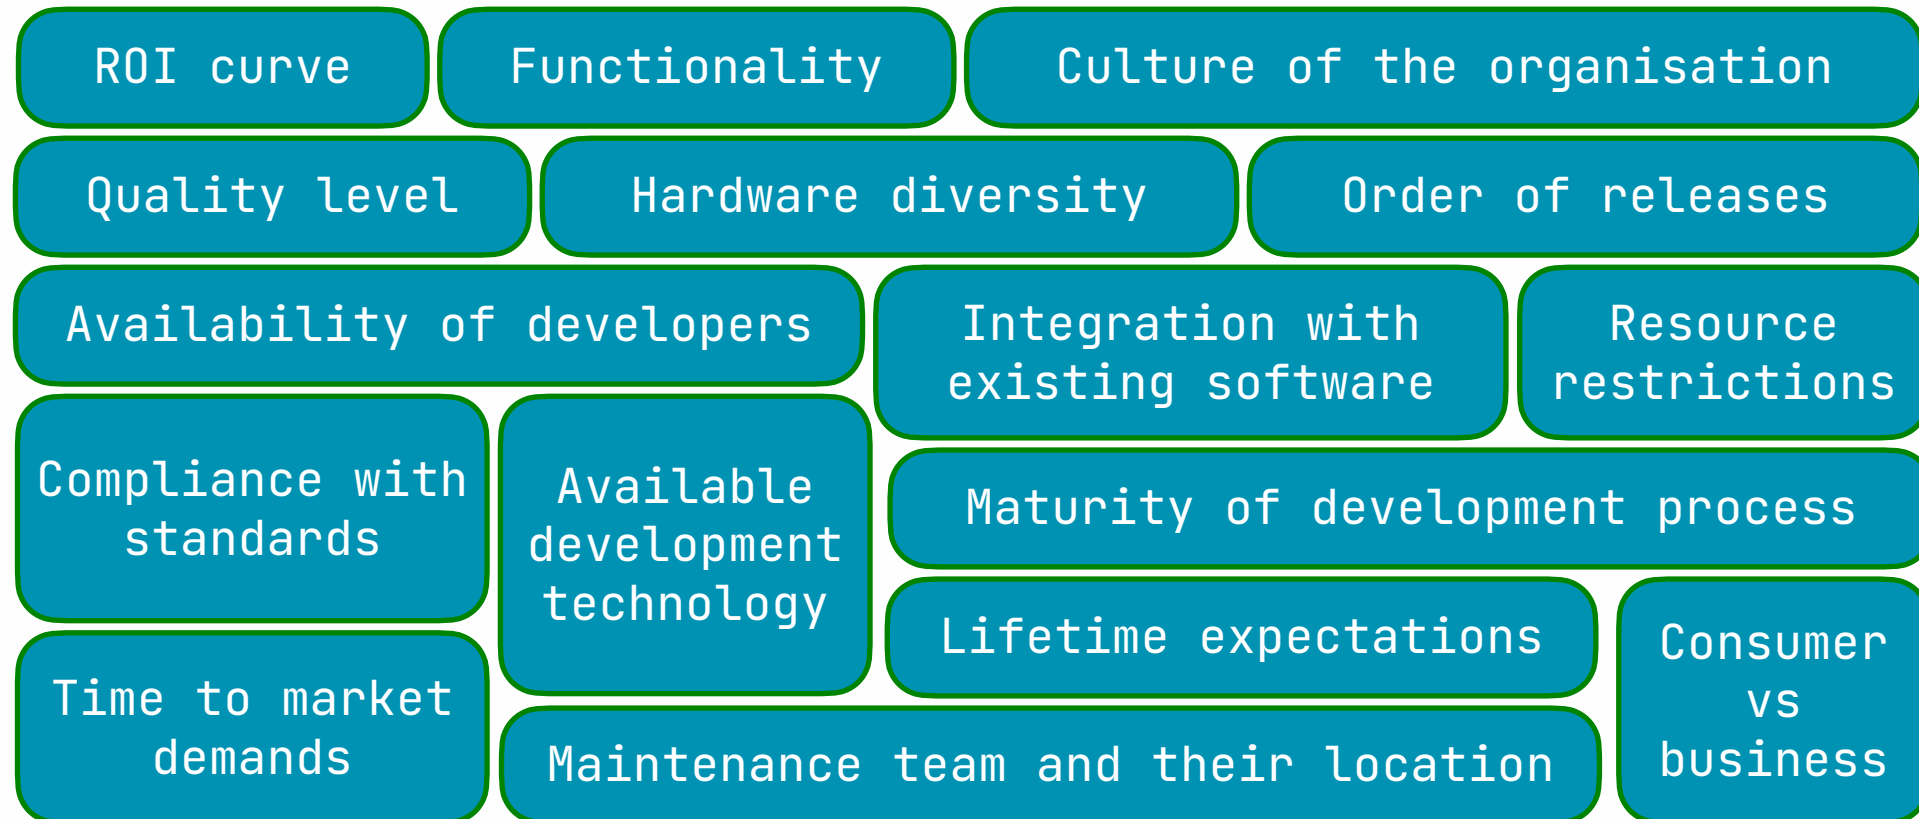 ROI curve
Functionality
Culture of the organisation
Quality level
Hardware diversity
Order of releases
Availability of developers
Integration with
existing software
Resource
restrictions
Compliance with
standards
Available
development
technology
Maturity of development process
Lifetime expectations
Consumer
vs
business
Time to market
demands
Maintenance team and their location